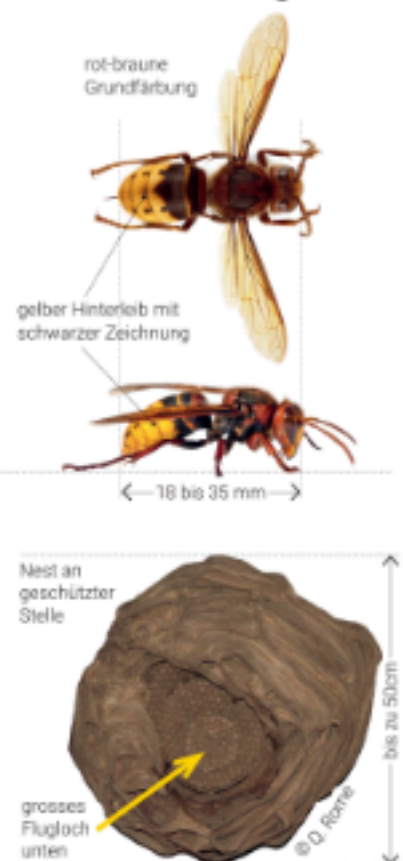 rot-braune
Grundfärbung
gelber Hinterleib mit
schwarzer Zeichnung
18 bis 35 mm
Nest an
geschützter
Stelle
bis zu 50cm
grosses
Flugloch
unten
© Q. Rome